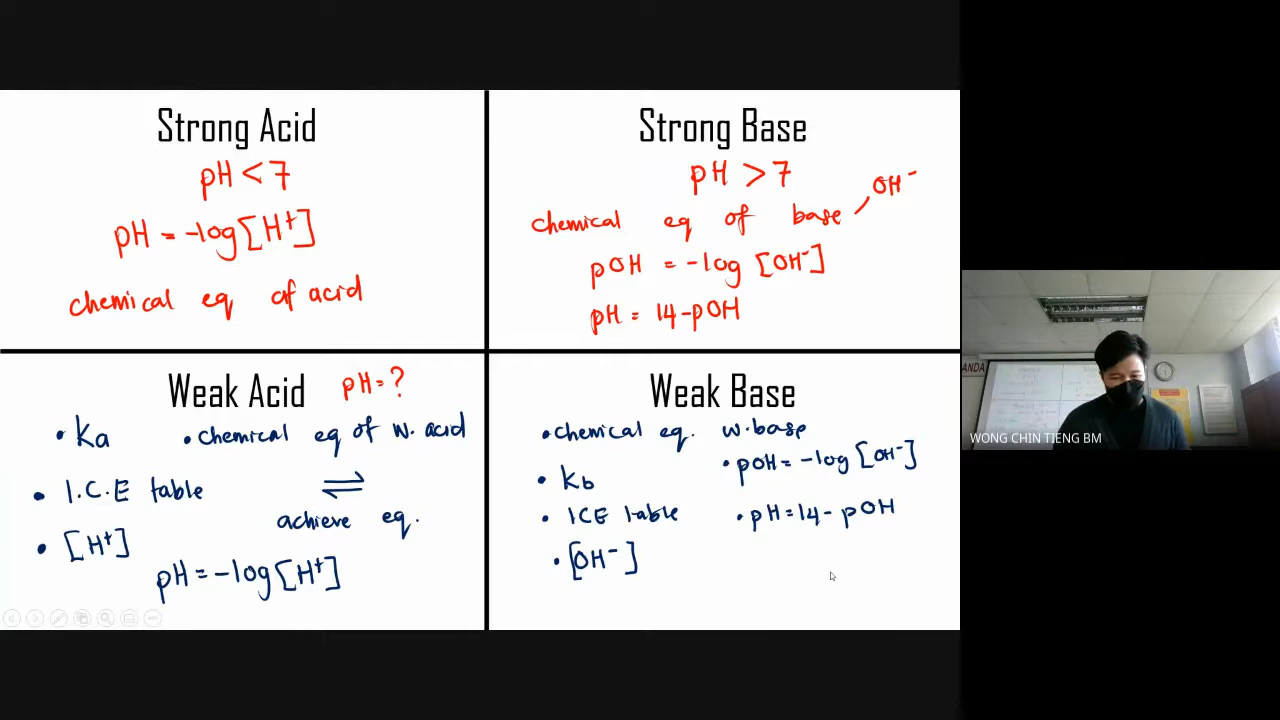 Strong Acid
pH < 7
pH = -log[H⁺]
chemical eq of acid
Strong Base
pH > 7
OH⁻
chemical eq of base
pOH = -log [OH⁻]
pH = 14-pOH
Weak Acid
pH = ?
• Ka
• chemical eq of w. acid
• I.C.E table
⇌
achieve eq.
• [H⁺]
pH = -log[H⁺]
Weak Base
• chemical eq. w.base
• pOH = -log [OH⁻]
• Kb
• ICE table
• pH = 14 - pOH
• [OH⁻]
ANDA
WONG CHIN TIENG BM